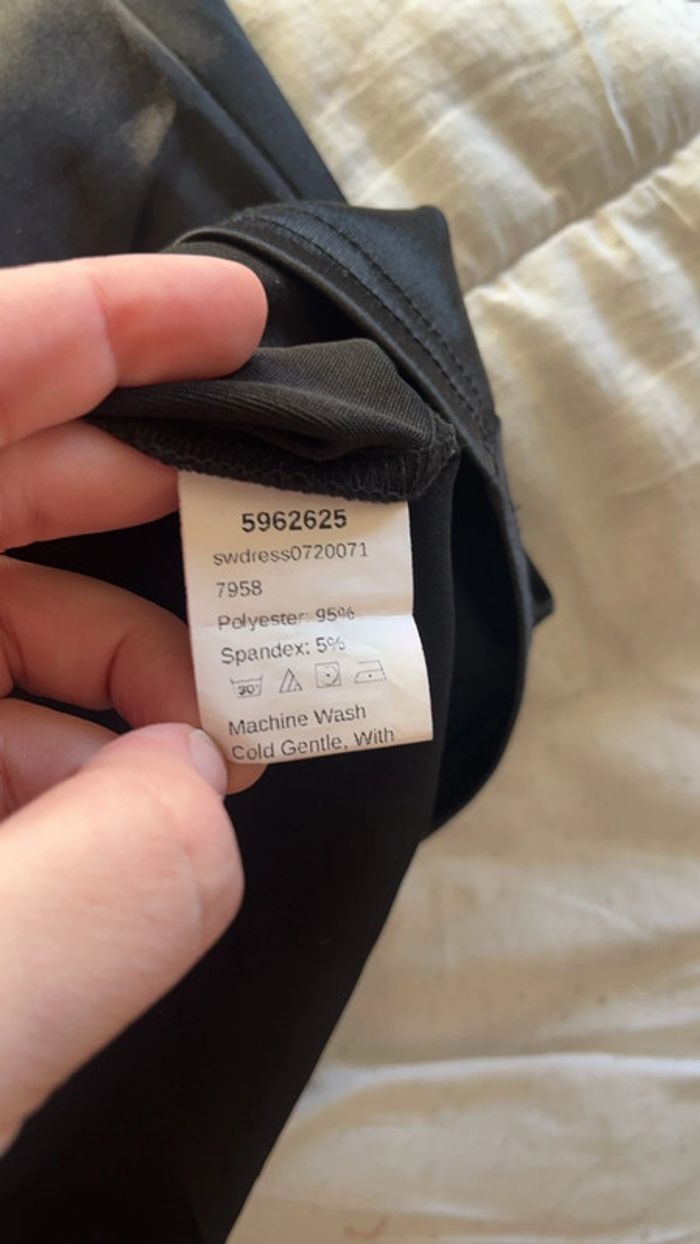 5962625
swdress0720071
7958
Polyester: 95%
Spandex: 5%
30°
Machine Wash
Cold Gentle, With